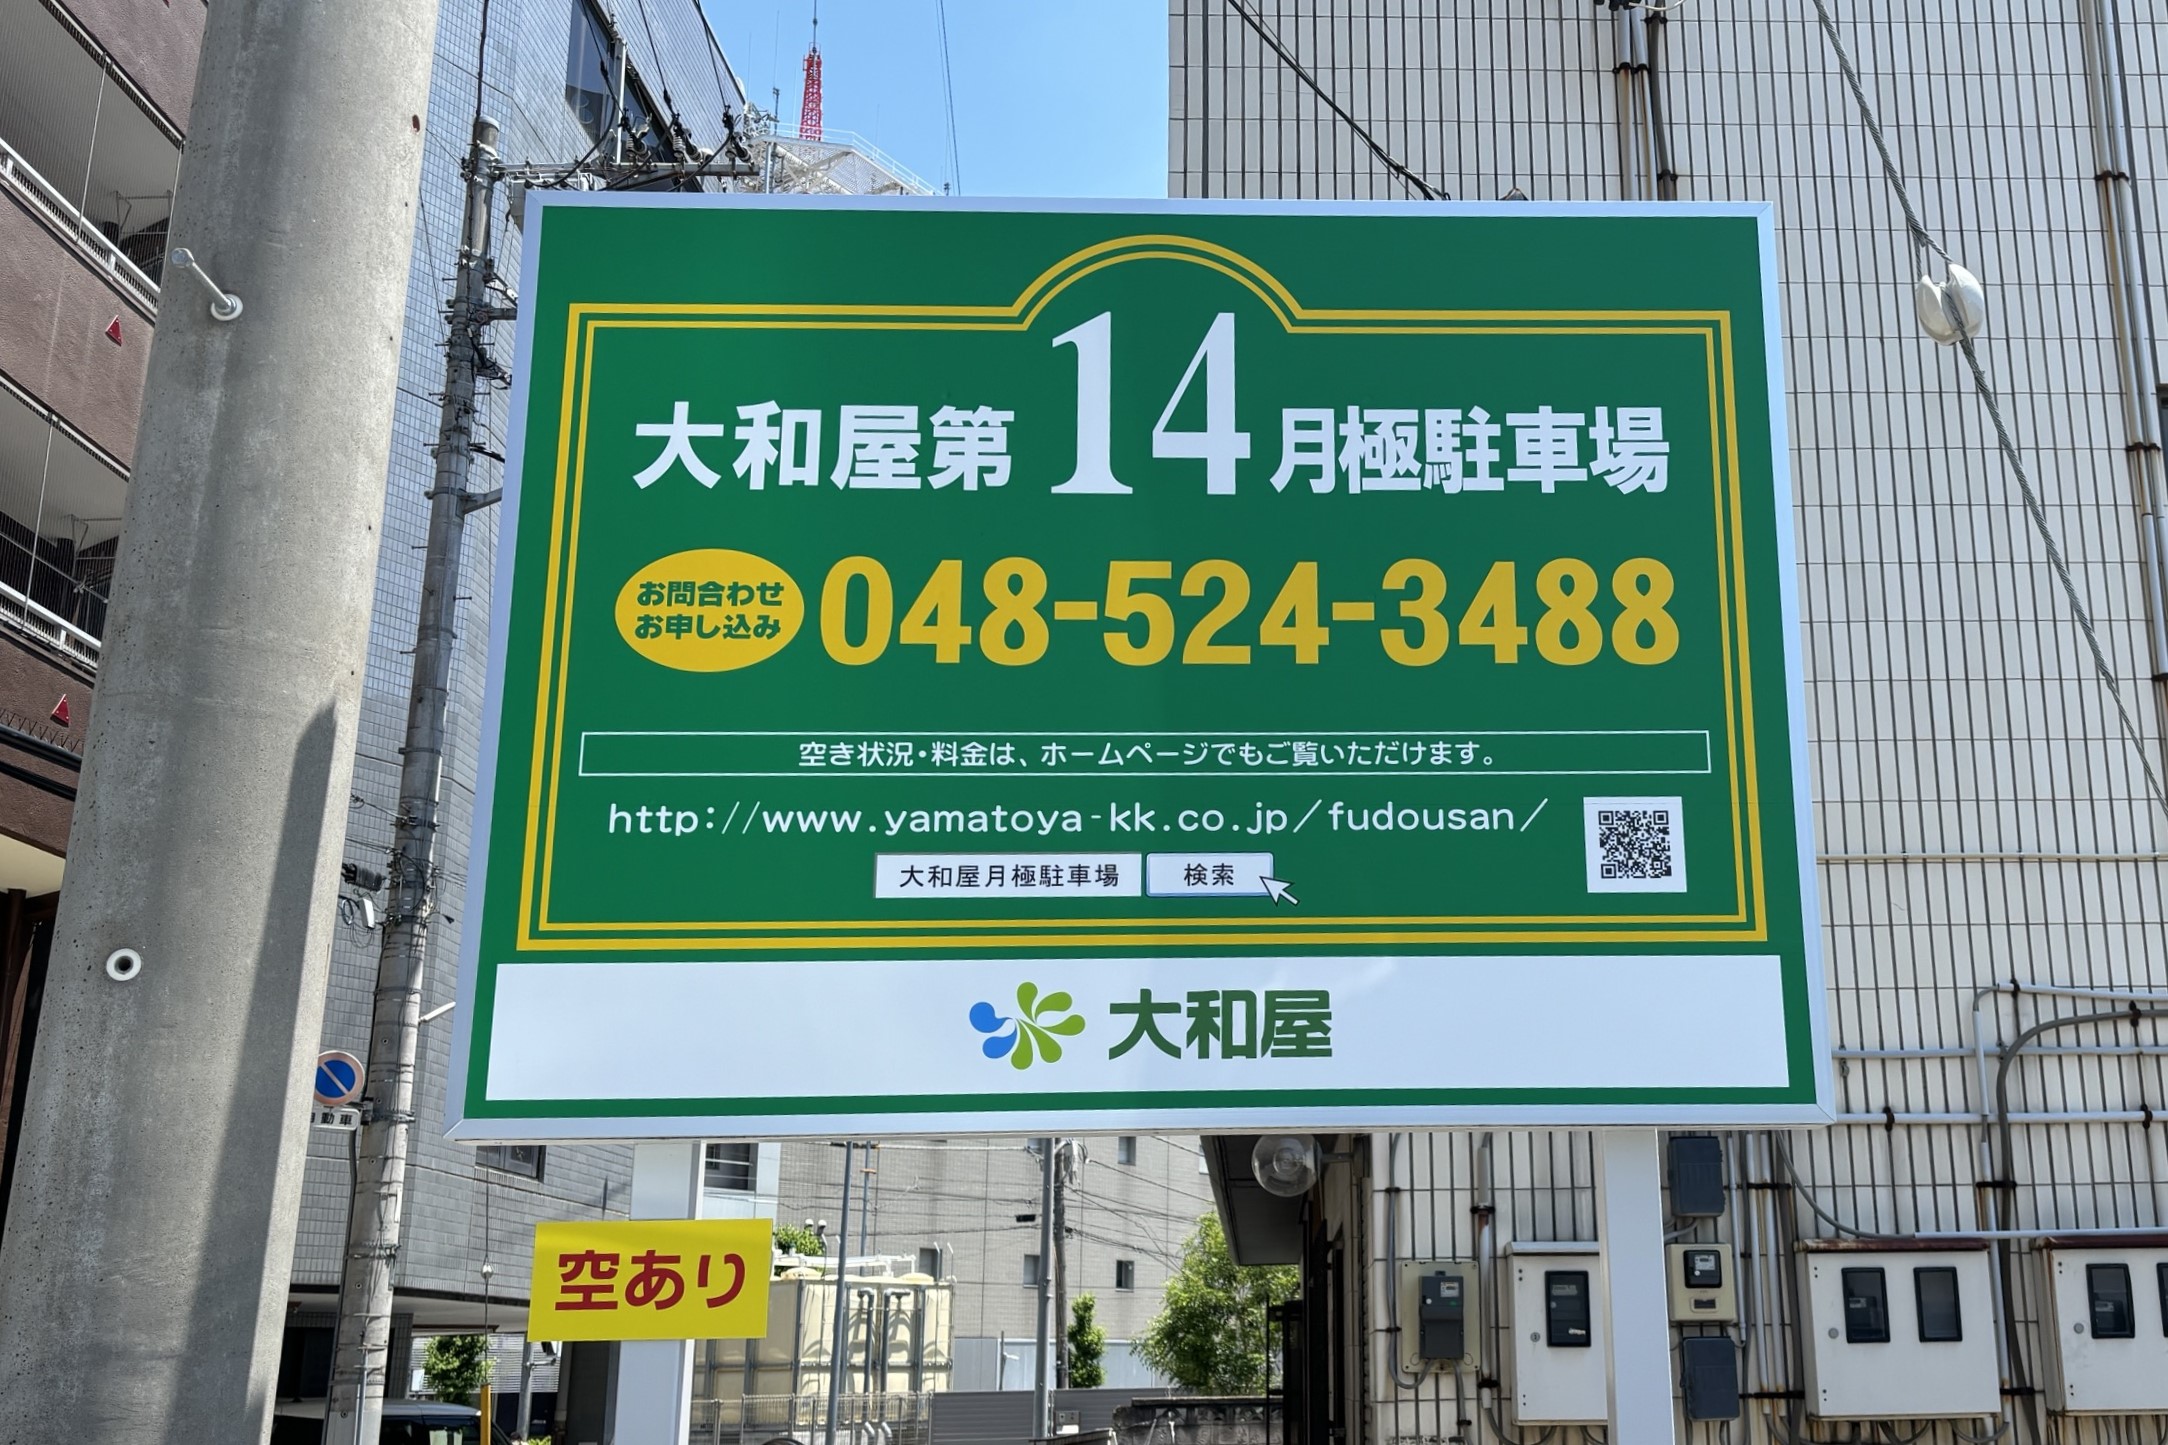 大和屋第14月極駐車場
お問合わせ
お申し込み
048-524-3488
空き状況・料金は、ホームページでもご覧いただけます。
http://www.yamatoya-kk.co.jp/fudousan/
大和屋月極駐車場 検索
大和屋
自動車
空あり